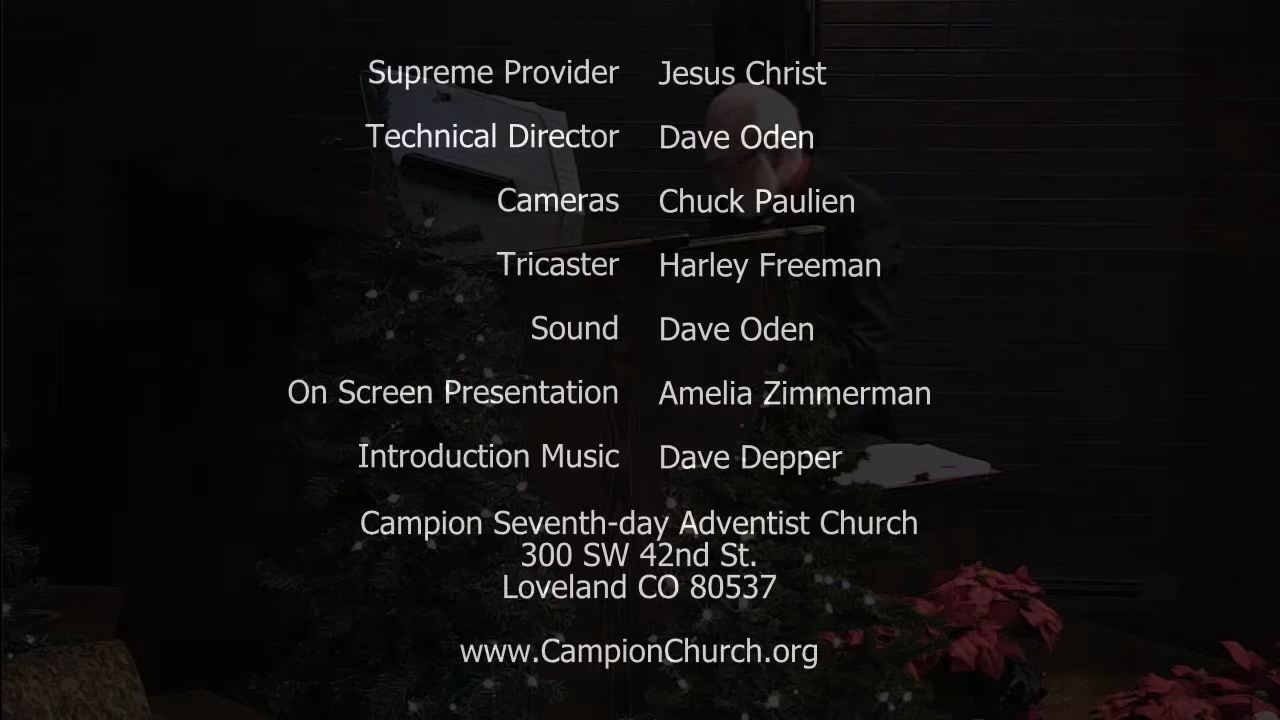 Supreme Provider Jesus Christ
Technical Director Dave Oden
Cameras Chuck Paulien
Tricaster Harley Freeman
Sound Dave Oden
On Screen Presentation Amelia Zimmerman
Introduction Music Dave Depper
Campion Seventh-day Adventist Church
300 SW 42nd St.
Loveland CO 80537
www.CampionChurch.org